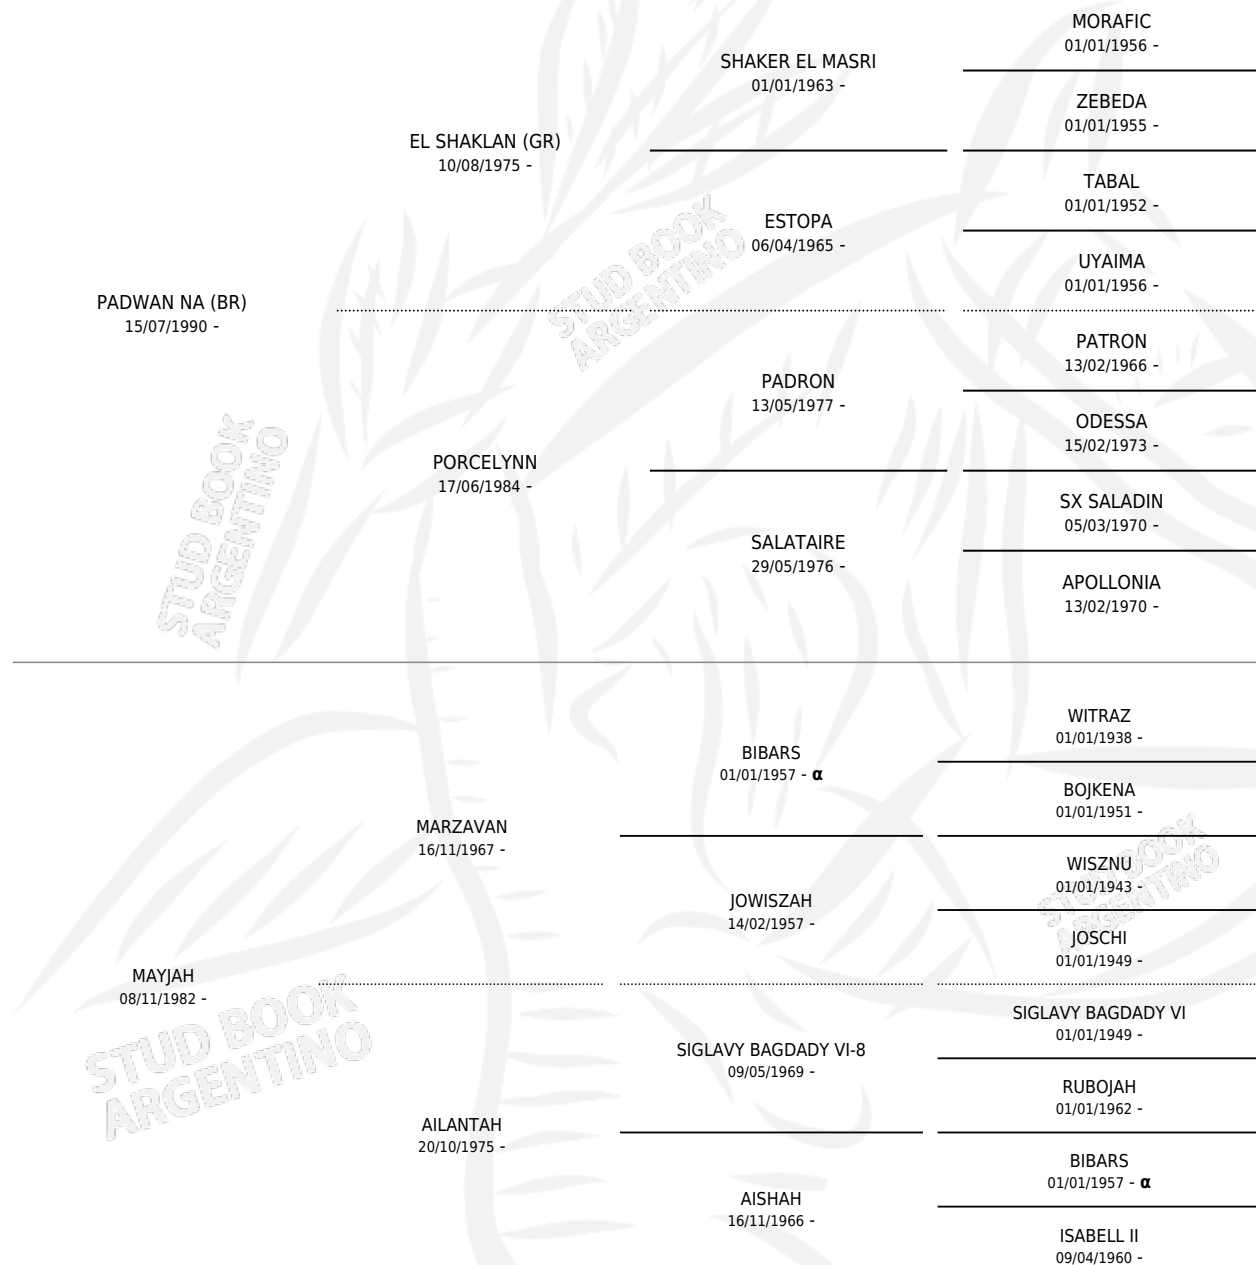 MORAFIC
01/01/1956 -
SHAKER EL MASRI
01/01/1963 -
ZEBEDA
01/01/1955 -
EL SHAKLAN (GR)
10/08/1975 -
TABAL
01/01/1952 -
ESTOPA
06/04/1965 -
UYAIMA
01/01/1956 -
PADWAN NA (BR)
15/07/1990 -
PATRON
13/02/1966 -
PADRON
13/05/1977 -
ODESSA
15/02/1973 -
PORCELYNN
17/06/1984 -
SX SALADIN
05/03/1970 -
SALATAIRE
29/05/1976 -
APOLLONIA
13/02/1970 -
STUD BOOK
ARGENTINO
STUD BOOK
ARGENTINO
WITRAZ
01/01/1938 -
BIBARS
01/01/1957 - α
BOJKENA
01/01/1951 -
MARZAVAN
16/11/1967 -
WISZNU
01/01/1943 -
JOWISZAH
14/02/1957 -
JOSCHI
01/01/1949 -
MAYJAH
08/11/1982 -
SIGLAVY BAGDADY VI
01/01/1949 -
SIGLAVY BAGDADY VI-8
09/05/1969 -
RUBOJAH
01/01/1962 -
AILANTAH
20/10/1975 -
BIBARS
01/01/1957 - α
AISHAH
16/11/1966 -
ISABELL II
09/04/1960 -
STUD BOOK
ARGENTINO
STUD BOOK
ARGENTINO